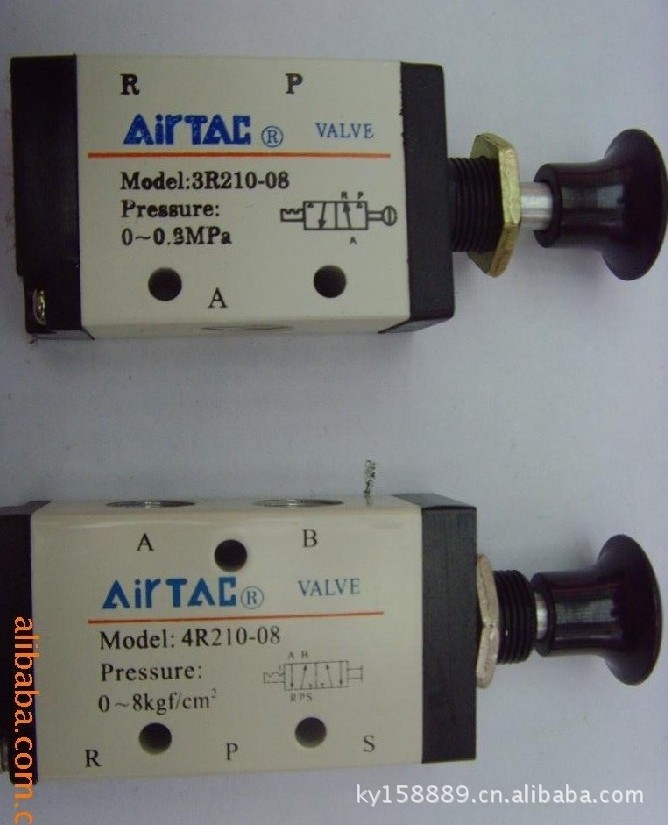 R P
AirTAC ® VALVE
Model:3R210-08
Pressure:
0~0.8MPa
R P
A
A
A B
AirTAC ® VALVE
Model: 4R210-08
Pressure:
0~8kgf/cm²
A B
R P S
R P S
alibaba.c
ky158889.cn.alibaba.com